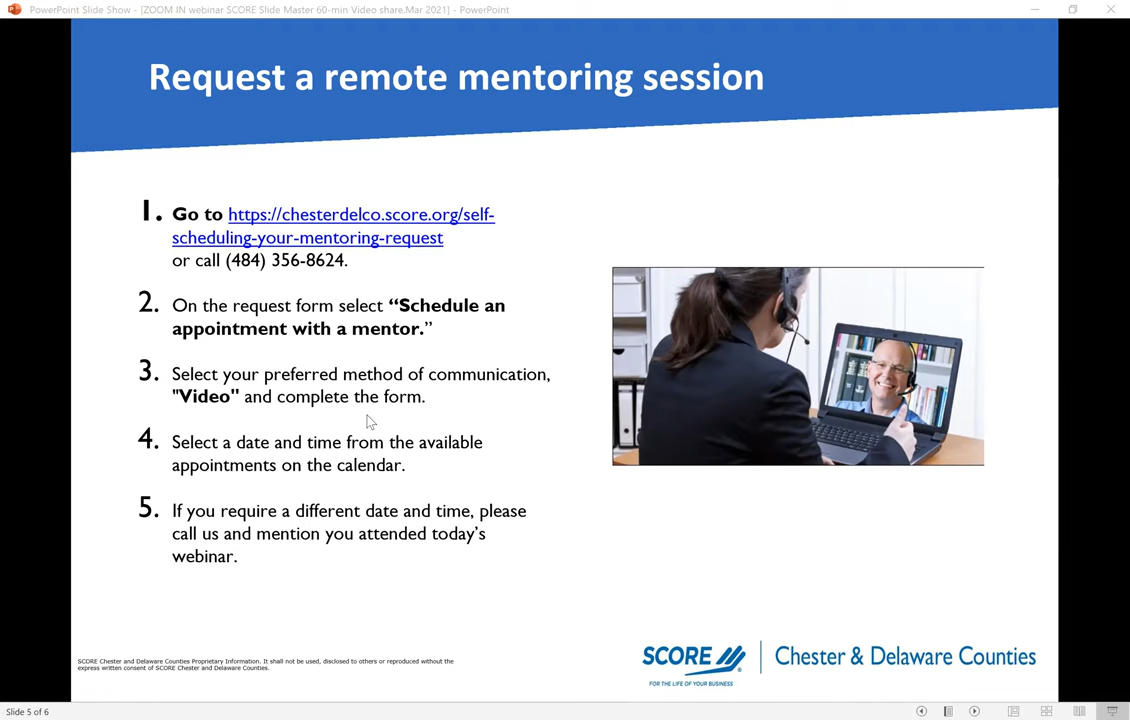 PowerPoint Slide Show - [ZOOM IN webinar SCORE Slide Master 60-min Video share.Mar 2021] - PowerPoint
Request a remote mentoring session
1. Go to https://chesterdelco.score.org/self-
scheduling-your-mentoring-request
or call (484) 356-8624.
2. On the request form select “Schedule an
appointment with a mentor.”
3. Select your preferred method of communication,
"Video" and complete the form.
4. Select a date and time from the available
appointments on the calendar.
5. If you require a different date and time, please
call us and mention you attended today’s
webinar.
SCORE Chester and Delaware Counties Proprietary Information. It shall not be used, disclosed to others or reproduced without the
express written consent of SCORE Chester and Delaware Counties.
SCORE
FOR THE LIFE OF YOUR BUSINESS
Chester & Delaware Counties
Slide 5 of 6